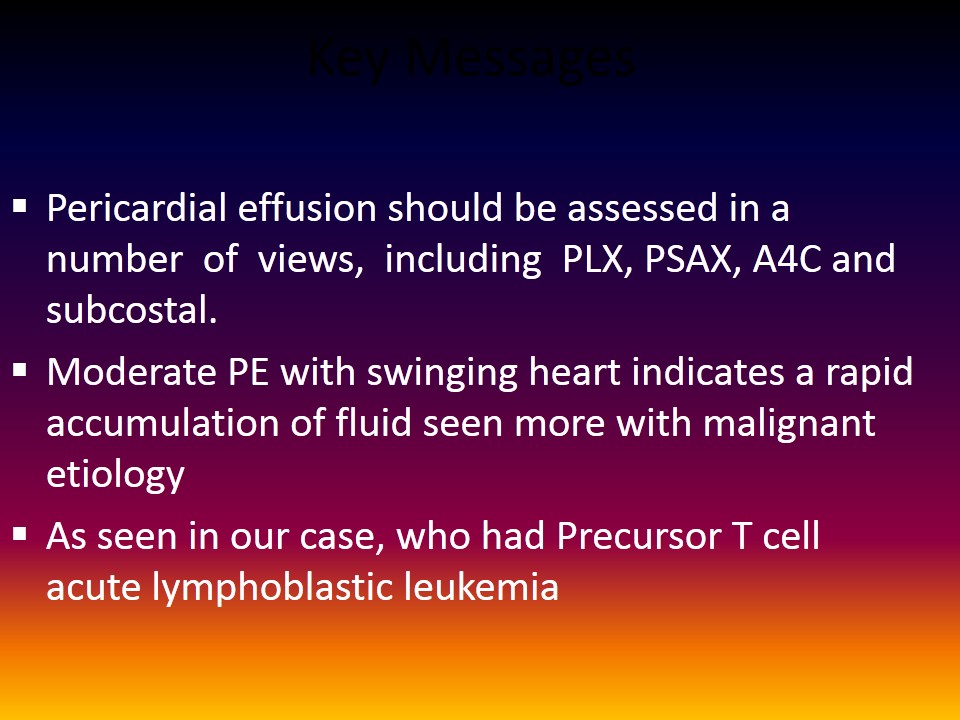 Key Messages
▪ Pericardial effusion should be assessed in a
number of views, including PLX, PSAX, A4C and
subcostal.
▪ Moderate PE with swinging heart indicates a rapid
accumulation of fluid seen more with malignant
etiology
▪ As seen in our case, who had Precursor T cell
acute lymphoblastic leukemia